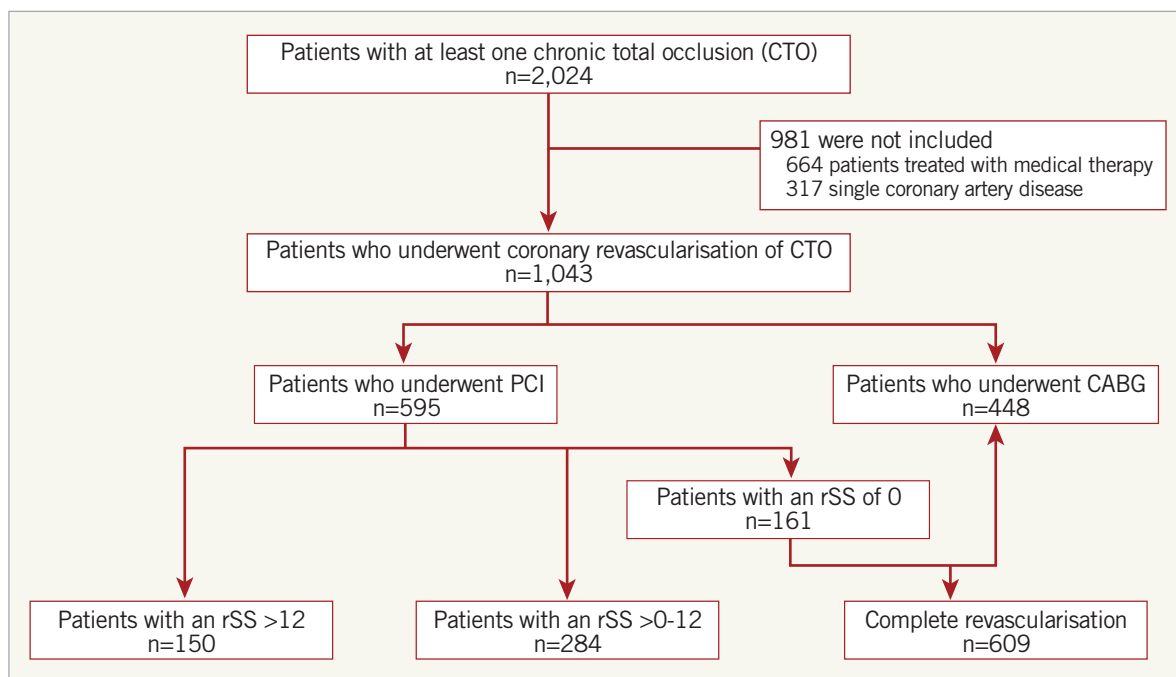 Patients with at least one chronic total occlusion (CTO)
n=2,024
981 were not included
664 patients treated with medical therapy
317 single coronary artery disease
Patients who underwent coronary revascularisation of CTO
n=1,043
Patients who underwent PCI
n=595
Patients who underwent CABG
n=448
Patients with an rSS of 0
n=161
Patients with an rSS >12
n=150
Patients with an rSS >0-12
n=284
Complete revascularisation
n=609